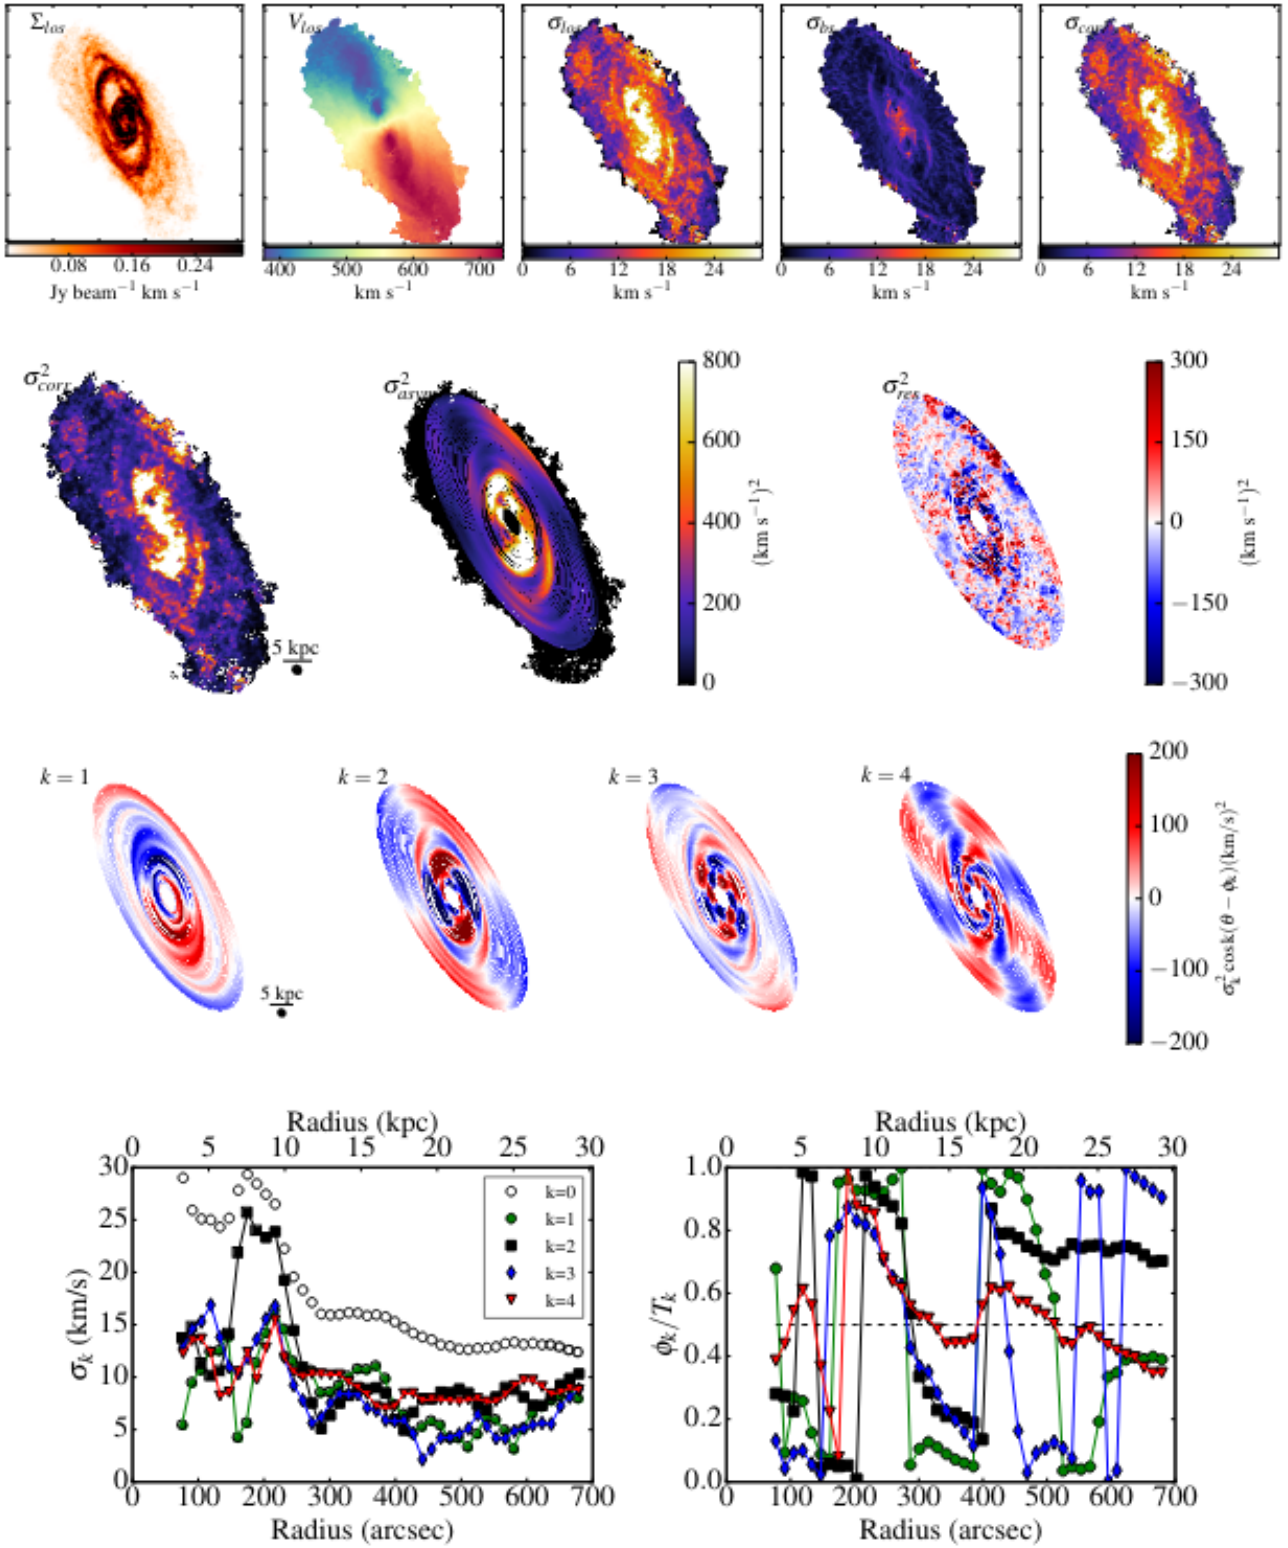 Σlos
Vlos
σlos
σbs
σcorr
0.08 0.16 0.24
Jy beam−1 km s−1
400 500 600 700
km s−1
0 6 12 18 24
km s−1
0 6 12 18 24
km s−1
0 6 12 18 24
km s−1
σ2corr
5 kpc
σ2asym
800
600
400
200
0
(km s−1)2
σ2res
300
150
0
−150
−300
(km s−1)2
k = 1
5 kpc
k = 2
k = 3
k = 4
200
100
0
−100
−200
σ2k cosk(θ − ϕk)(km/s)2
Radius (kpc)
0 5 10 15 20 25 30
30
25
20
15
10
5
0
σk (km/s)
k=0
k=1
k=2
k=3
k=4
0 100 200 300 400 500 600 700
Radius (arcsec)
Radius (kpc)
0 5 10 15 20 25 30
1.0
0.8
0.6
0.4
0.2
0.0
ϕk/Tk
0 100 200 300 400 500 600 700
Radius (arcsec)